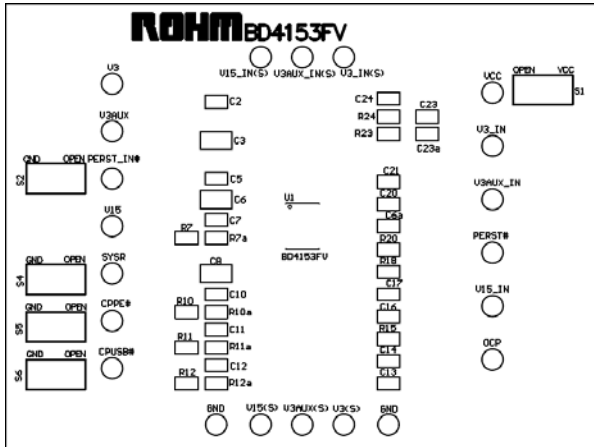 ROHM BD4153FV
V15_IN(S) V3AUX_IN(S) V3_IN(S)
V3
VCC
OPEN VCC
S1
C2
C24
C23
V3AUX
R24
C3
R23
C23a
V3_IN
GND OPEN PERST_IN#
S2
C5
C21
V3AUX_IN
C6
C20
U1
V15
C7
C6a
R7
R7a
R20
PERST#
BD4153FV
SYSR
GND OPEN
S4
C8
R18
C17
C10
V15_IN
CPPE#
GND OPEN
S5
R10
R10a
C16
C11
R15
R11
R11a
OCP
CPUSB#
GND OPEN
S6
C12
C14
R12
R12a
C13
GND V15(S) V3AUX(S) V3(S) GND